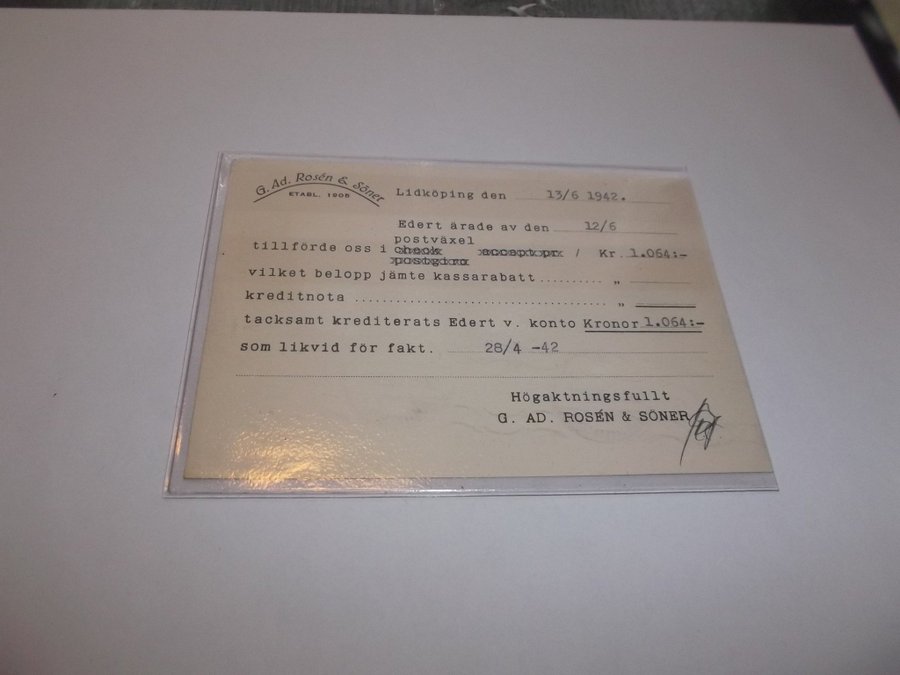 G. Ad. Rosén & Söner
ETABL. 1905
Lidköping den 13/6 1942.
Edert ärade av den 12/6
postväxel
tillförde oss i check acceptpr / Kr. 1.064:-
postgiro
vilket belopp jämte kassarabatt .......... „
kreditnota ..................................... „
tacksamt krediterats Edert v. konto Kronor 1.064:-
som likvid för fakt. 28/4 -42
Högaktningsfullt
G. AD. ROSÉN & SÖNER